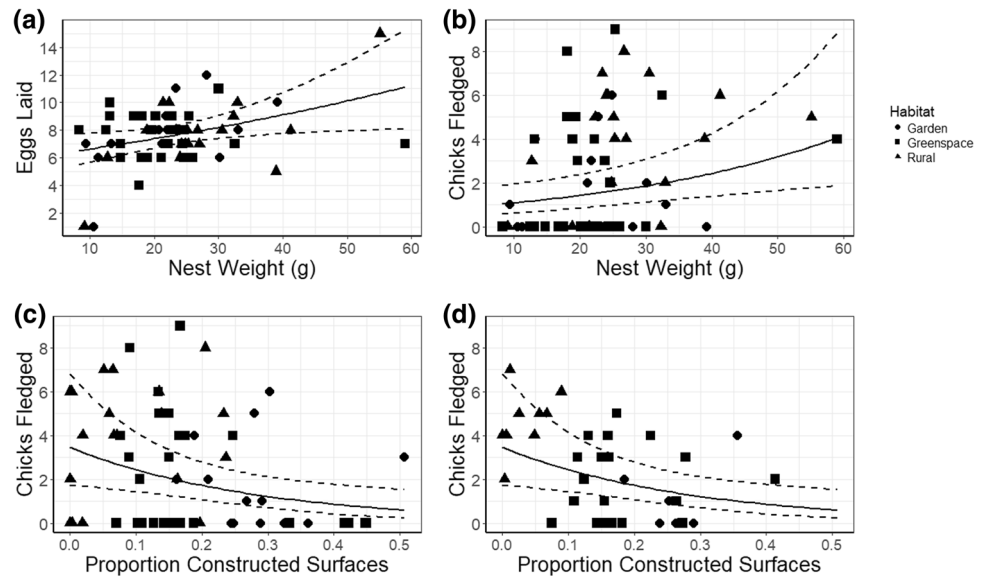 (a)
Eggs Laid
14
12
10
8
6
4
2
10 20 30 40 50 60
Nest Weight (g)
(b)
Chicks Fledged
8
6
4
2
0
10 20 30 40 50 60
Nest Weight (g)
Habitat
Garden
Greenspace
Rural
(c)
Chicks Fledged
8
6
4
2
0
0.0 0.1 0.2 0.3 0.4 0.5
Proportion Constructed Surfaces
(d)
Chicks Fledged
8
6
4
2
0
0.0 0.1 0.2 0.3 0.4 0.5
Proportion Constructed Surfaces